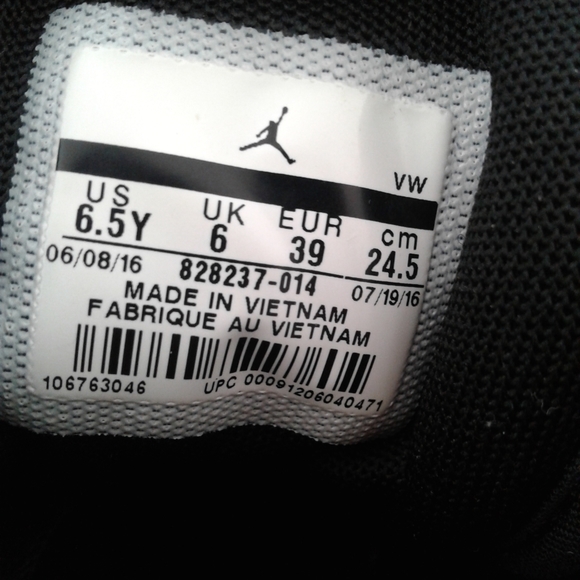 VW
US UK EUR cm
6.5Y 6 39 24.5
06/08/16 828237-014 07/19/16
MADE IN VIETNAM
FABRIQUE AU VIETNAM
106763046 UPC 00091206040471